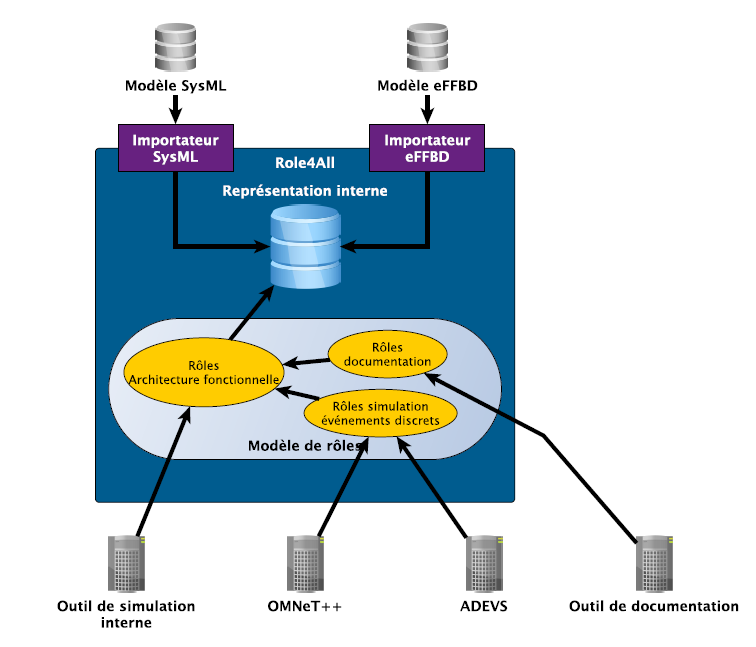 Modèle SysML
Modèle eFFBD
Importateur
SysML
Importateur
eFFBD
Role4All
Représentation interne
Rôles
documentation
Rôles
Architecture fonctionnelle
Rôles simulation
événements discrets
Modèle de rôles
Outil de simulation
interne
OMNeT++
ADEVS
Outil de documentation